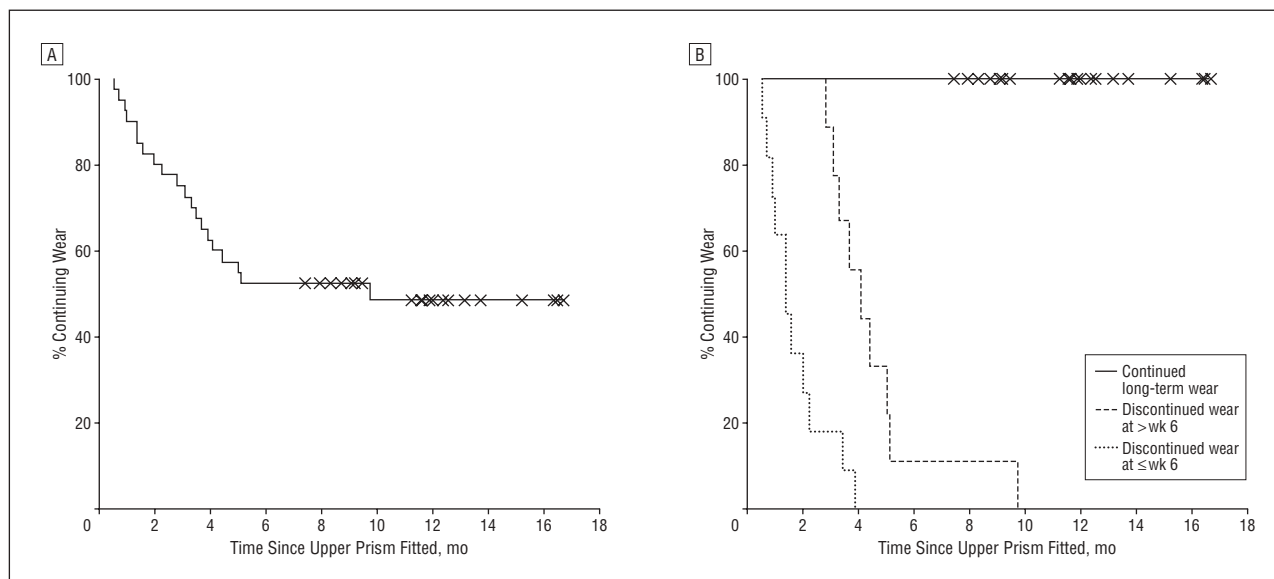 A
100
80
60
40
20
0
2
4
6
8
10
12
14
16
18
% Continuing Wear
Time Since Upper Prism Fitted, mo
B
100
80
60
40
20
0
2
4
6
8
10
12
14
16
18
% Continuing Wear
Time Since Upper Prism Fitted, mo
Continued
long-term wear
Discontinued wear
at >wk 6
Discontinued wear
at ≤wk 6